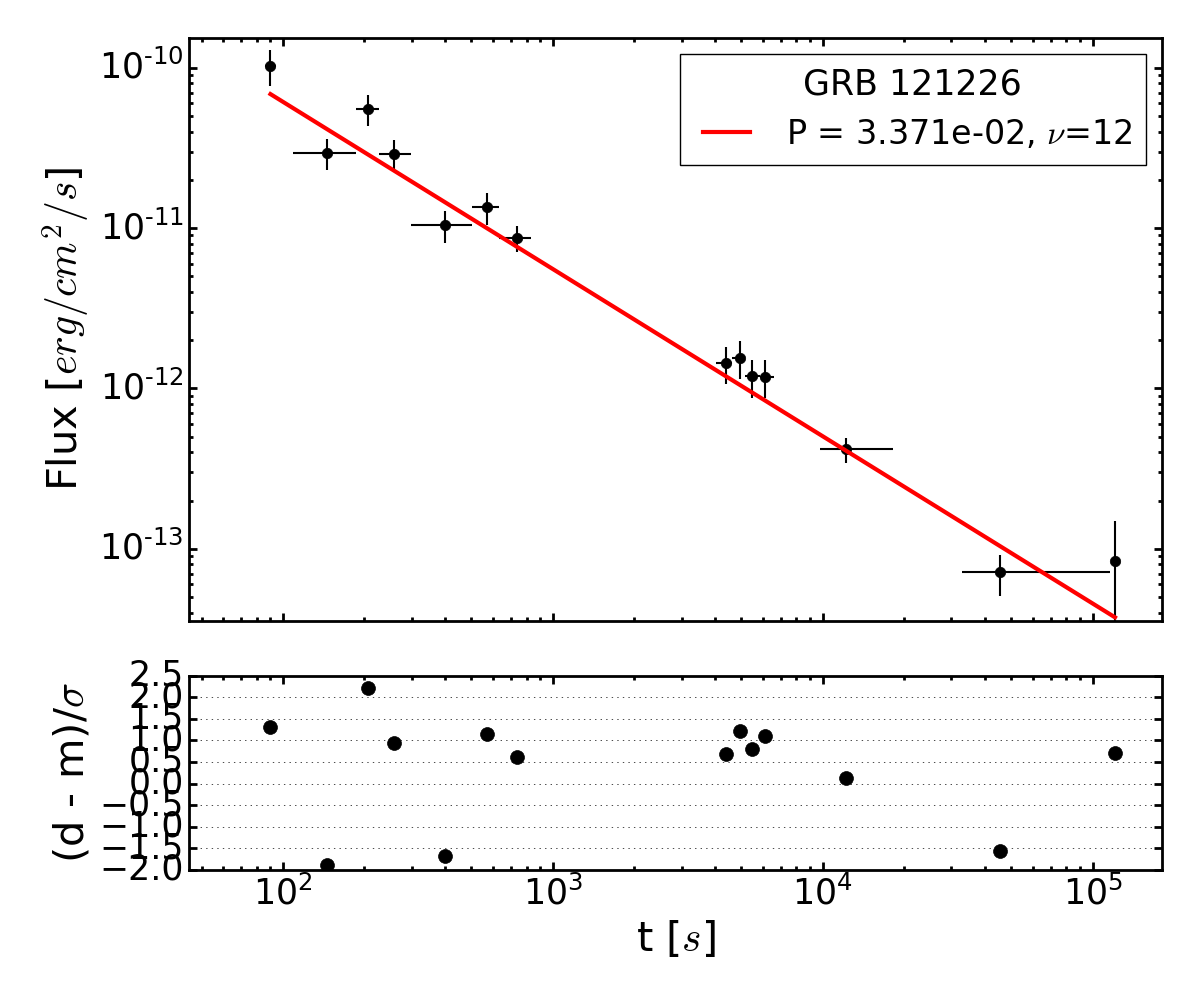 GRB 121226
P = 3.371e-02, ν=12
Flux [erg/cm²/s]
10⁻¹⁰
10⁻¹¹
10⁻¹²
10⁻¹³
(d - m)/σ
2.5
2.0
1.5
1.0
0.5
0.0
−0.5
−1.0
−1.5
−2.0
10² 10³ 10⁴ 10⁵
t [s]